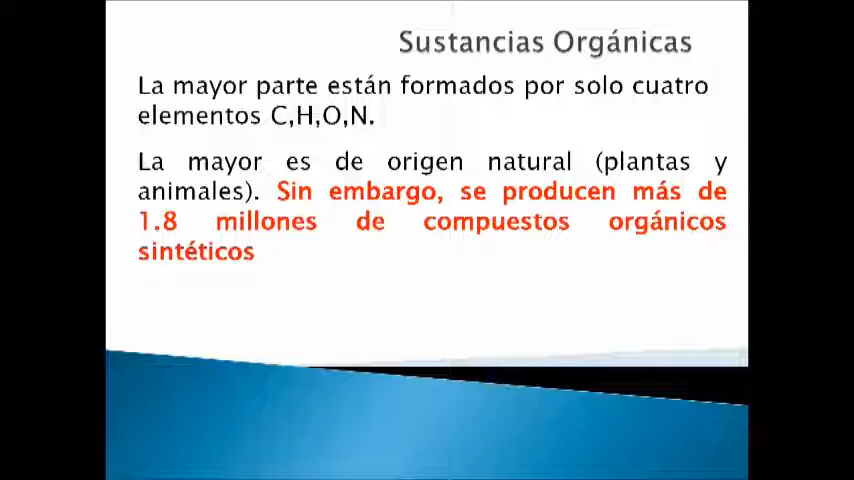 Sustancias Orgánicas
La mayor parte están formados por solo cuatro
elementos C,H,O,N.
La mayor es de origen natural (plantas y
animales). Sin embargo, se producen más de
1.8 millones de compuestos orgánicos
sintéticos